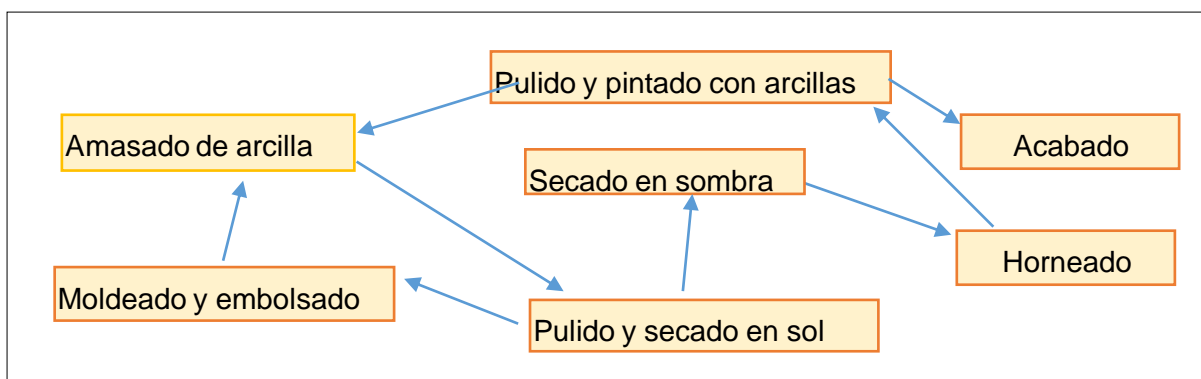 Pulido y pintado con arcillas
Amasado de arcilla
Acabado
Secado en sombra
Horneado
Moldeado y embolsado
Pulido y secado en sol